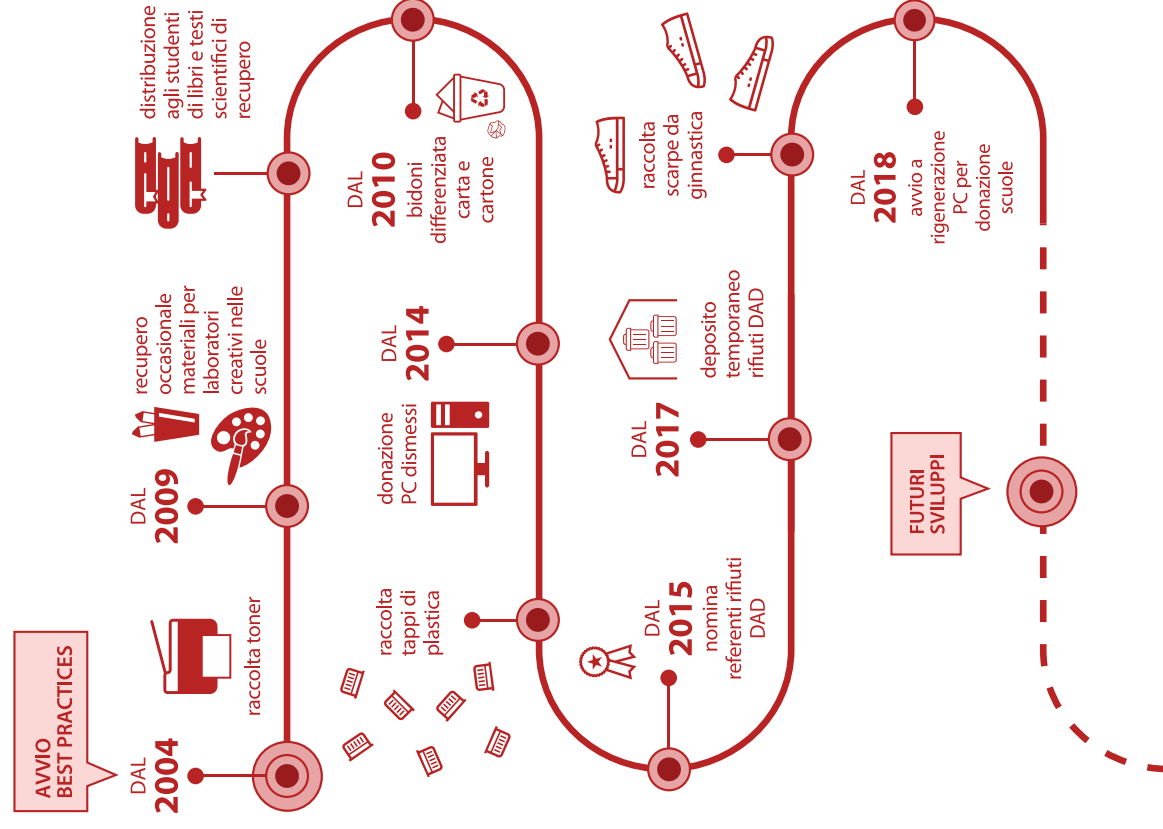 AVVIO
BEST PRACTICES
DAL
2004
raccolta toner
DAL
2009
recupero
occasionale
materiali per
laboratori
creativi nelle
scuole
distribuzione
agli studenti
di libri e testi
scientifici di
recupero
DAL
2010
bidoni
differenziata
carta e
cartone
DAL
2014
donazione
PC dismessi
raccolta
tappi di
plastica
DAL
2015
nomina
referenti rifiuti
DAD
DAL
2017
deposito
temporaneo
rifiuti DAD
raccolta
scarpe da
ginnastica
DAL
2018
avvio a
rigenerazione
PC per
donazione
scuole
FUTURI
SVILUPPI